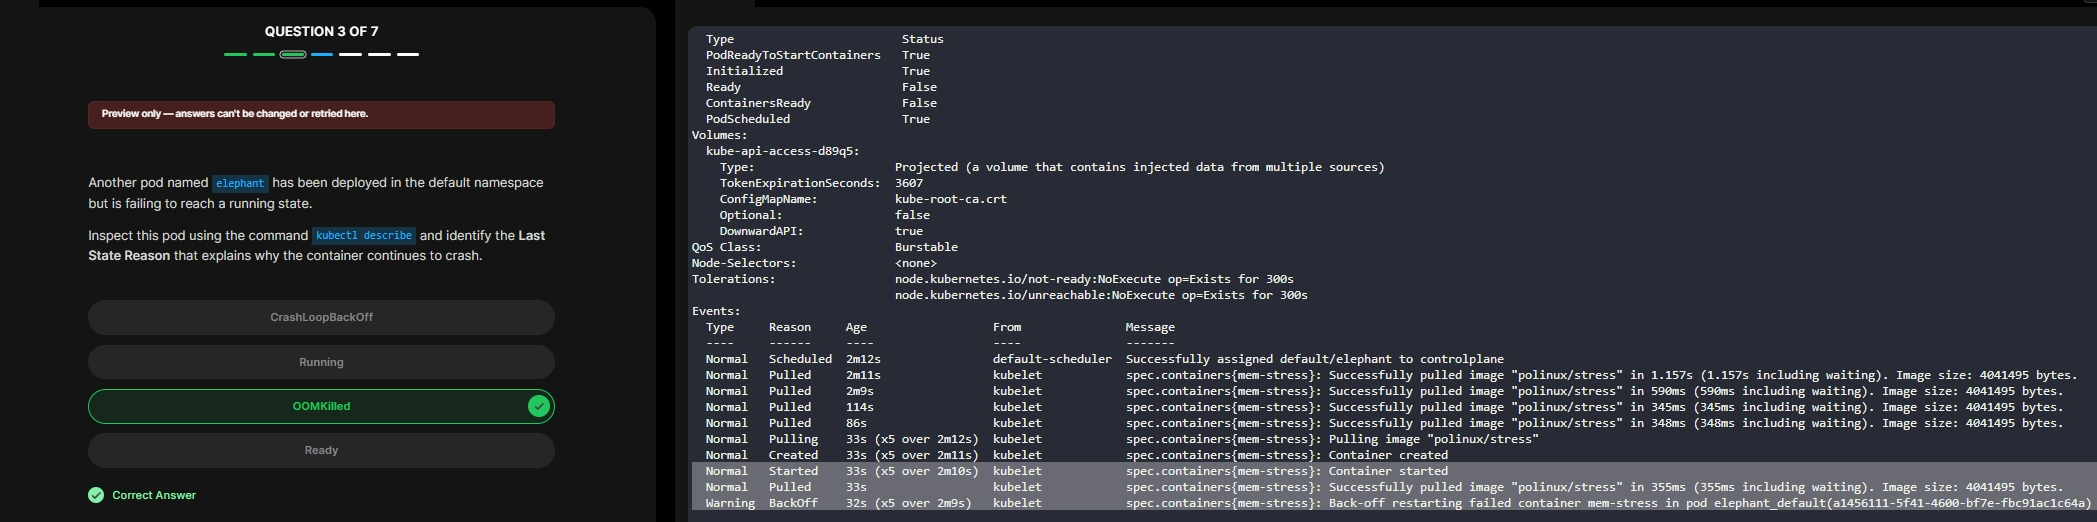 QUESTION 3 OF 7
Preview only — answers can't be changed or retried here.
Another pod named elephant has been deployed in the default namespace
but is failing to reach a running state.
Inspect this pod using the command kubectl describe and identify the Last
State Reason that explains why the container continues to crash.
CrashLoopBackOff
Running
OOMKilled
Ready
Correct Answer
Type                        Status
PodReadyToStartContainers   True
Initialized                 True
Ready                       False
ContainersReady             False
PodScheduled                True
Volumes:
kube-api-access-d89q5:
Type:                    Projected (a volume that contains injected data from multiple sources)
TokenExpirationSeconds:  3607
ConfigMapName:           kube-root-ca.crt
Optional:                false
DownwardAPI:             true
QoS Class:                   Burstable
Node-Selectors:              <none>
Tolerations:                 node.kubernetes.io/not-ready:NoExecute op=Exists for 300s
node.kubernetes.io/unreachable:NoExecute op=Exists for 300s
Events:
Type     Reason     Age                  From               Message
----     ------     ----                 ----               -------
Normal   Scheduled  2m12s                default-scheduler  Successfully assigned default/elephant to controlplane
Normal   Pulled     2m11s                kubelet            spec.containers{mem-stress}: Successfully pulled image "polinux/stress" in 1.157s (1.157s including waiting). Image size: 4041495 bytes.
Normal   Pulled     2m9s                 kubelet            spec.containers{mem-stress}: Successfully pulled image "polinux/stress" in 590ms (590ms including waiting). Image size: 4041495 bytes.
Normal   Pulled     114s                 kubelet            spec.containers{mem-stress}: Successfully pulled image "polinux/stress" in 345ms (345ms including waiting). Image size: 4041495 bytes.
Normal   Pulled     86s                  kubelet            spec.containers{mem-stress}: Successfully pulled image "polinux/stress" in 348ms (348ms including waiting). Image size: 4041495 bytes.
Normal   Pulling    33s (x5 over 2m12s)  kubelet            spec.containers{mem-stress}: Pulling image "polinux/stress"
Normal   Created    33s (x5 over 2m11s)  kubelet            spec.containers{mem-stress}: Container created
Normal   Started    33s (x5 over 2m10s)  kubelet            spec.containers{mem-stress}: Container started
Normal   Pulled     33s                  kubelet            spec.containers{mem-stress}: Successfully pulled image "polinux/stress" in 355ms (355ms including waiting). Image size: 4041495 bytes.
Warning  BackOff    32s (x5 over 2m9s)   kubelet            spec.containers{mem-stress}: Back-off restarting failed container mem-stress in pod elephant_default(a1456111-5f41-4600-bf7e-fbc91ac1c64a)